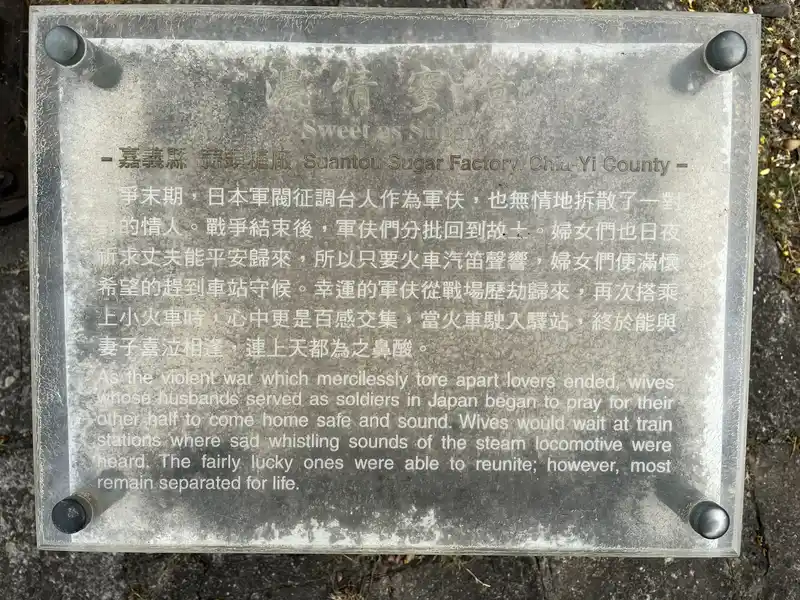 濃情蜜糖
Sweet as Sugar
- 嘉義縣 蒜頭糖廠 Suantou Sugar Factory, Chia-Yi County -
爭末期，日本軍閥征調台人作為軍伕，也無情地拆散了一對
的情人。戰爭結束後，軍伕們分批回到故土。婦女們也日夜
祈求丈夫能平安歸來，所以只要火車汽笛聲響，婦女們便滿懷
希望的趕到車站守候。幸運的軍伕從戰場歷劫歸來，再次搭乘
上小火車時，心中更是百感交集，當火車駛入驛站，終於能與
妻子喜泣相逢，連上天都為之鼻酸。
As the violent war which mercilessly tore apart lovers ended, wives
whose husbands served as soldiers in Japan began to pray for their
other half to come home safe and sound. Wives would wait at train
stations where sad whistling sounds of the steam locomotive were
heard. The fairly lucky ones were able to reunite; however, most
remain separated for life.